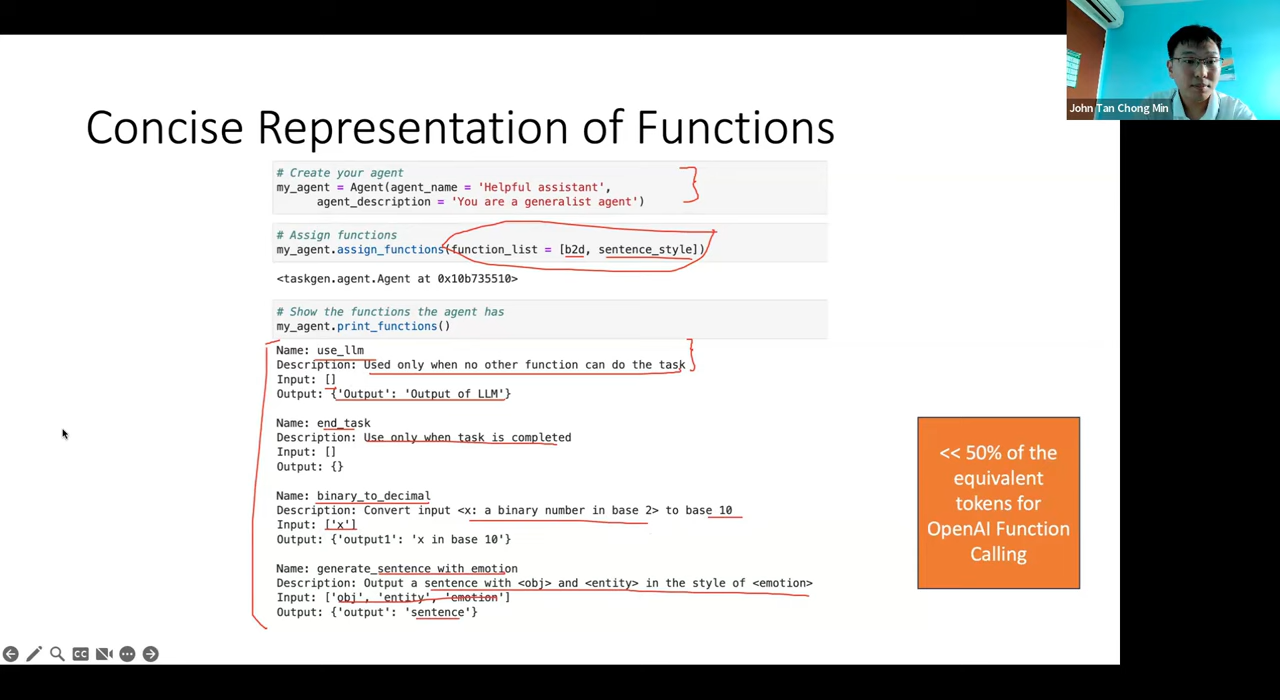 John Tan Chong Min
Concise Representation of Functions
# Create your agent
my_agent = Agent(agent_name = 'Helpful assistant',
agent_description = 'You are a generalist agent')
# Assign functions
my_agent.assign_functions(function_list = [b2d, sentence_style])
<taskgen.agent.Agent at 0x10b735510>
# Show the functions the agent has
my_agent.print_functions()
Name: use_llm
Description: Used only when no other function can do the task
Input: []
Output: {'Output': 'Output of LLM'}
Name: end_task
Description: Use only when task is completed
Input: []
Output: {}
Name: binary_to_decimal
Description: Convert input <x: a binary number in base 2> to base 10
Input: ['x']
Output: {'output1': 'x in base 10'}
Name: generate_sentence_with_emotion
Description: Output a sentence with <obj> and <entity> in the style of <emotion>
Input: ['obj', 'entity', 'emotion']
Output: {'output': 'sentence'}
<< 50% of the
equivalent
tokens for
OpenAI Function
Calling
CC